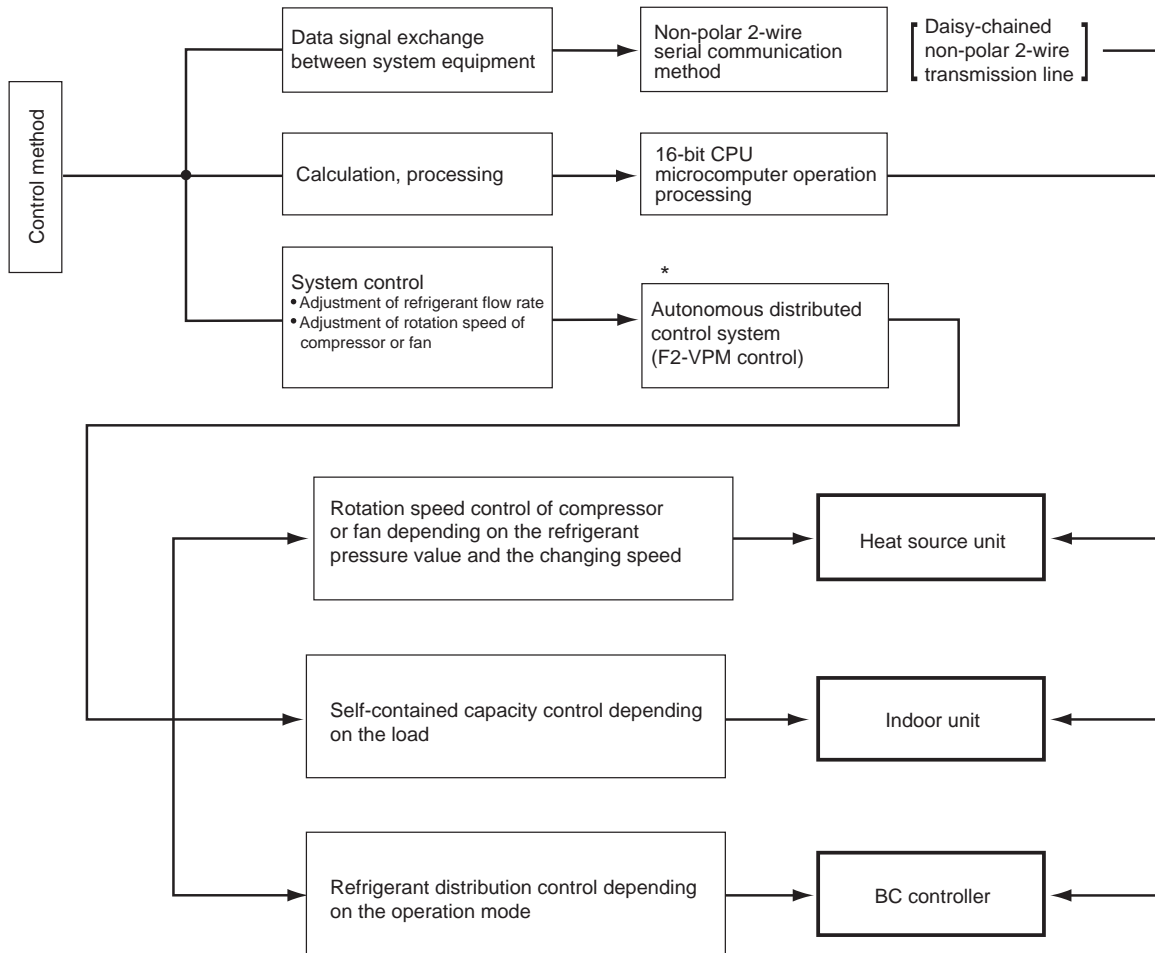 Control method
Data signal exchange
between system equipment
Non-polar 2-wire
serial communication
method
[ Daisy-chained
non-polar 2-wire
transmission line ]
Calculation, processing
16-bit CPU
microcomputer operation
processing
System control
• Adjustment of refrigerant flow rate
• Adjustment of rotation speed of
compressor or fan
*
Autonomous distributed
control system
(F2-VPM control)
Rotation speed control of compressor
or fan depending on the refrigerant
pressure value and the changing speed
Heat source unit
Self-contained capacity control depending
on the load
Indoor unit
Refrigerant distribution control depending
on the operation mode
BC controller